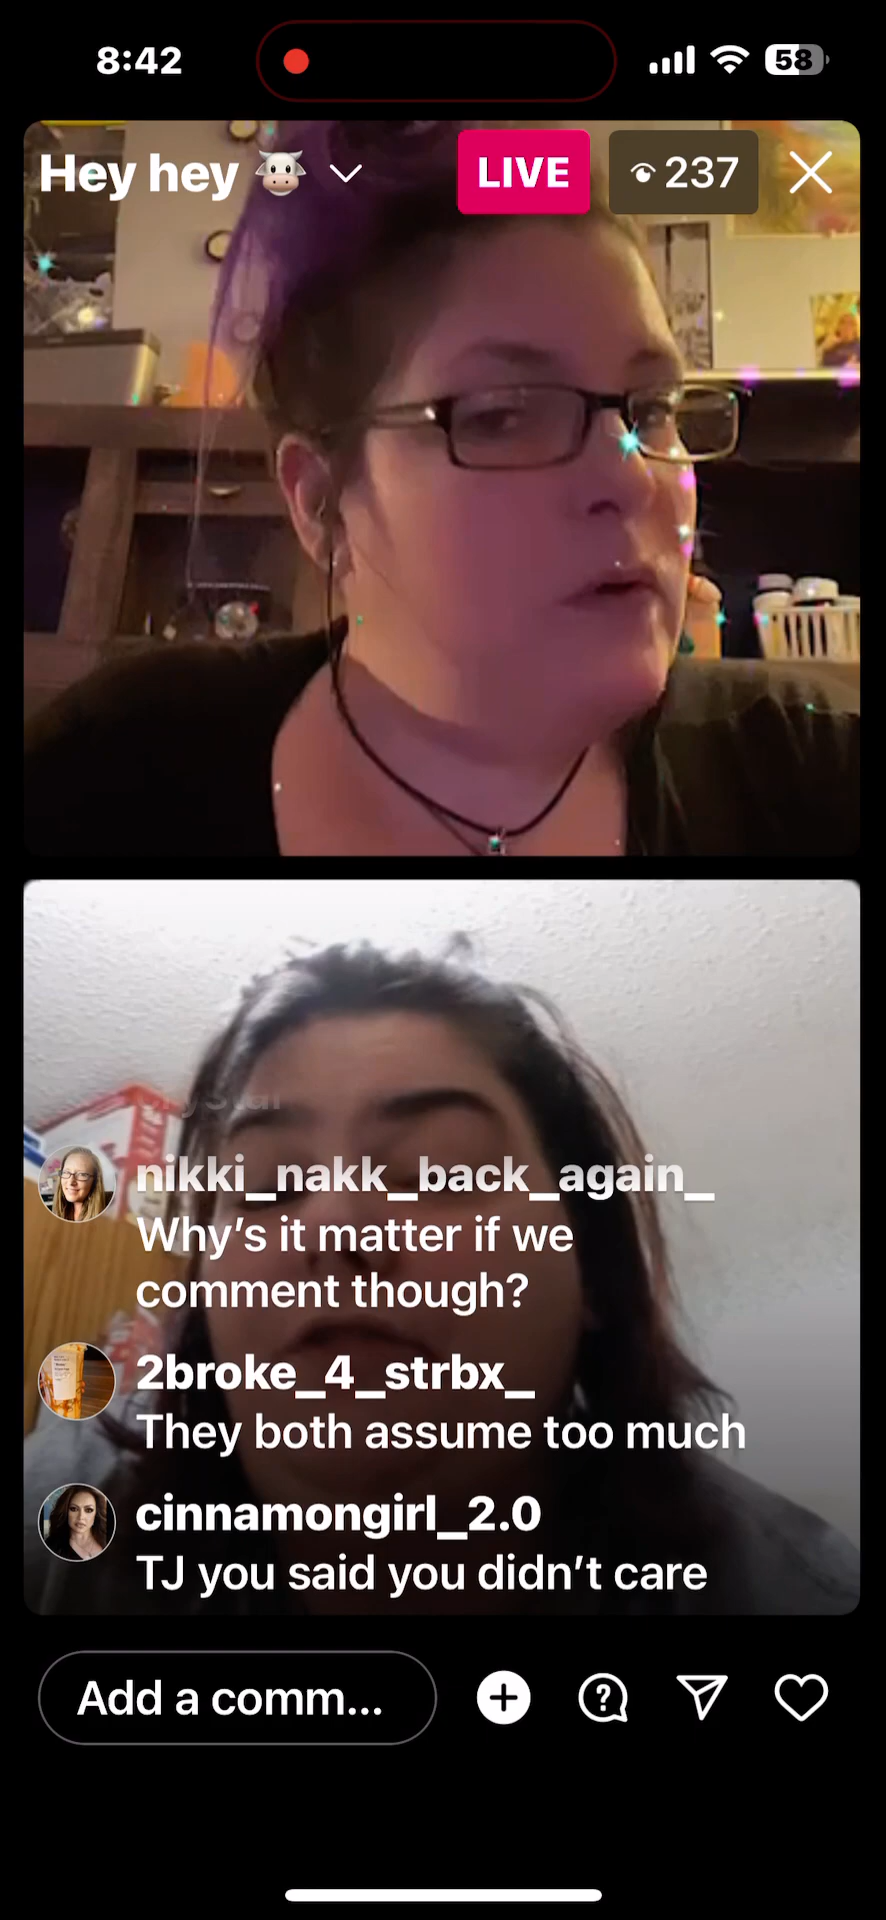 8:42
58
Hey hey 🐮
LIVE
237
nikki_nakk_back_again_
Why's it matter if we
comment though?
2broke_4_strbx_
They both assume too much
cinnamongirl_2.0
TJ you said you didn't care
Add a comm...